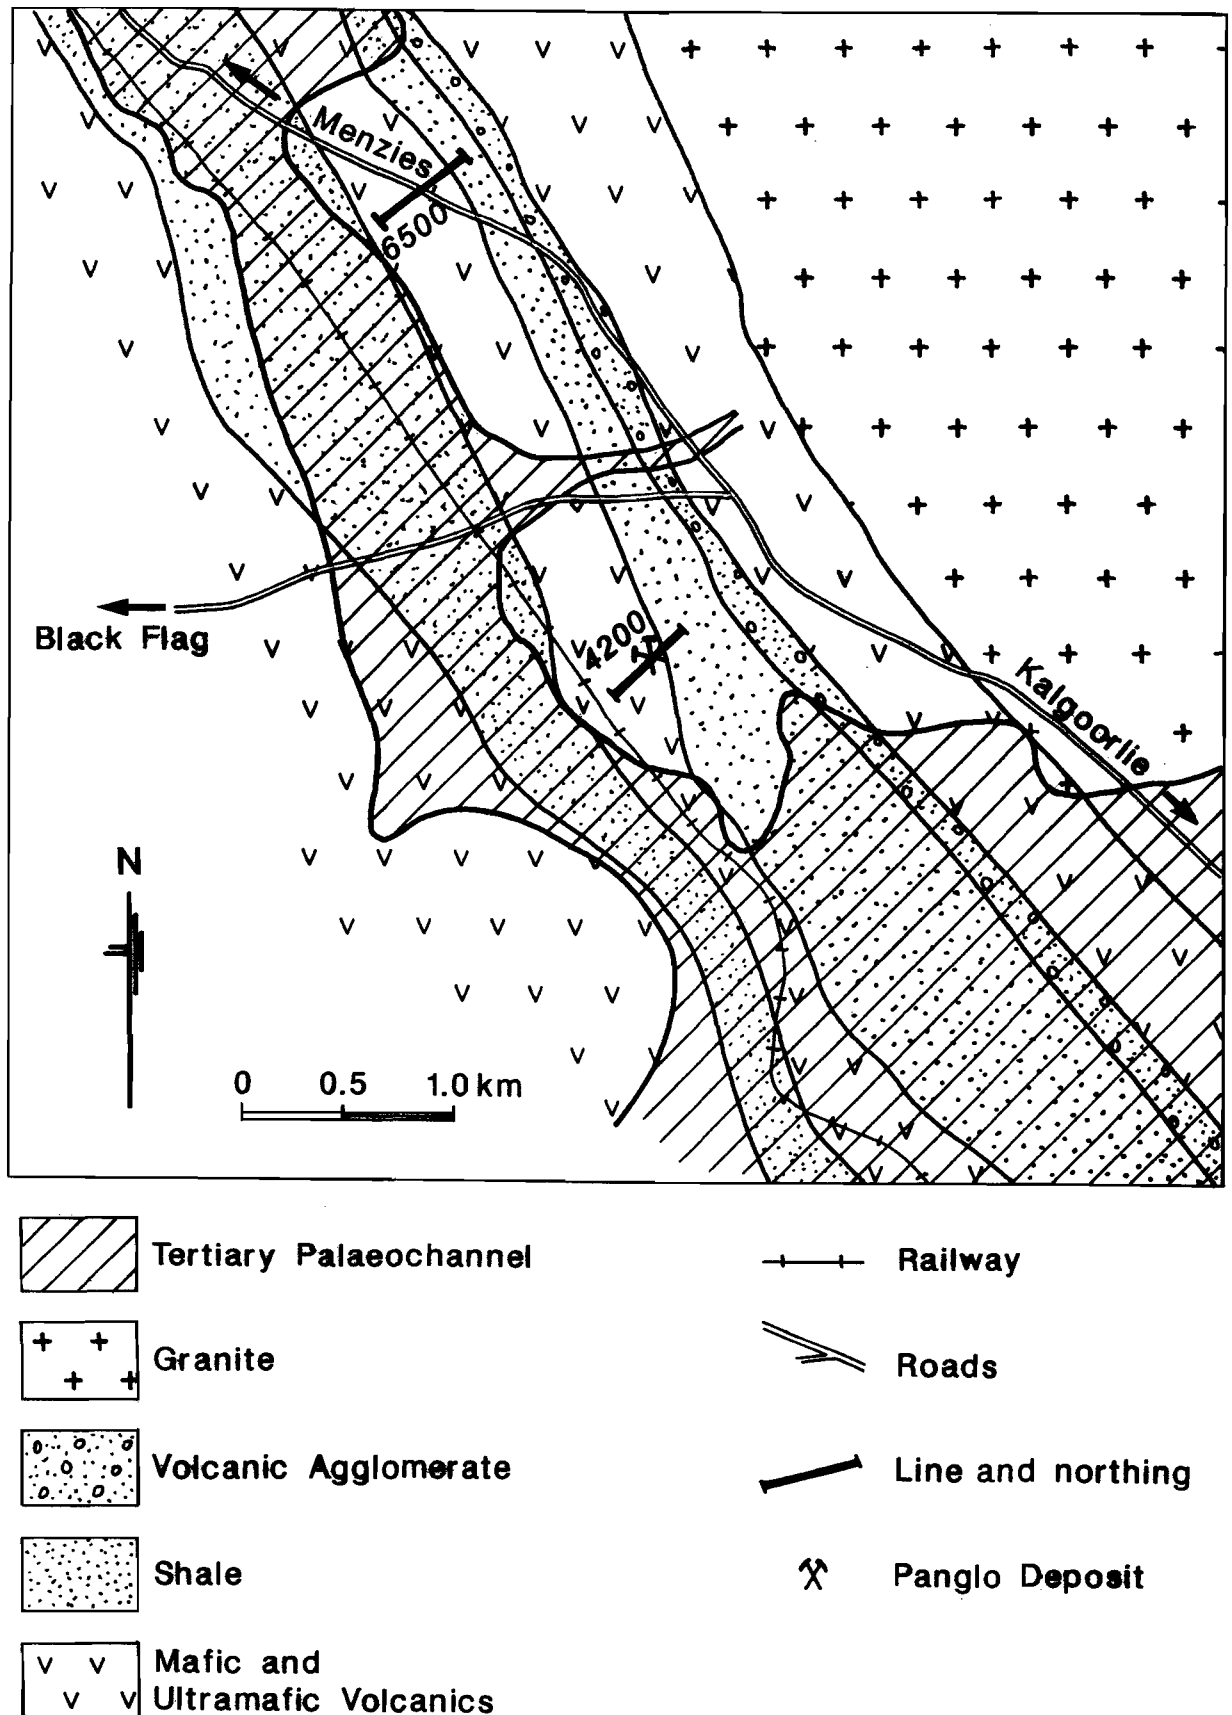 Menzies
6500
4200
Black Flag
Kalgoorlie
N
0 0.5 1.0 km
Tertiary Palaeochannel
Granite
Volcanic Agglomerate
Shale
Mafic and
Ultramafic Volcanics
Railway
Roads
Line and northing
Panglo Deposit